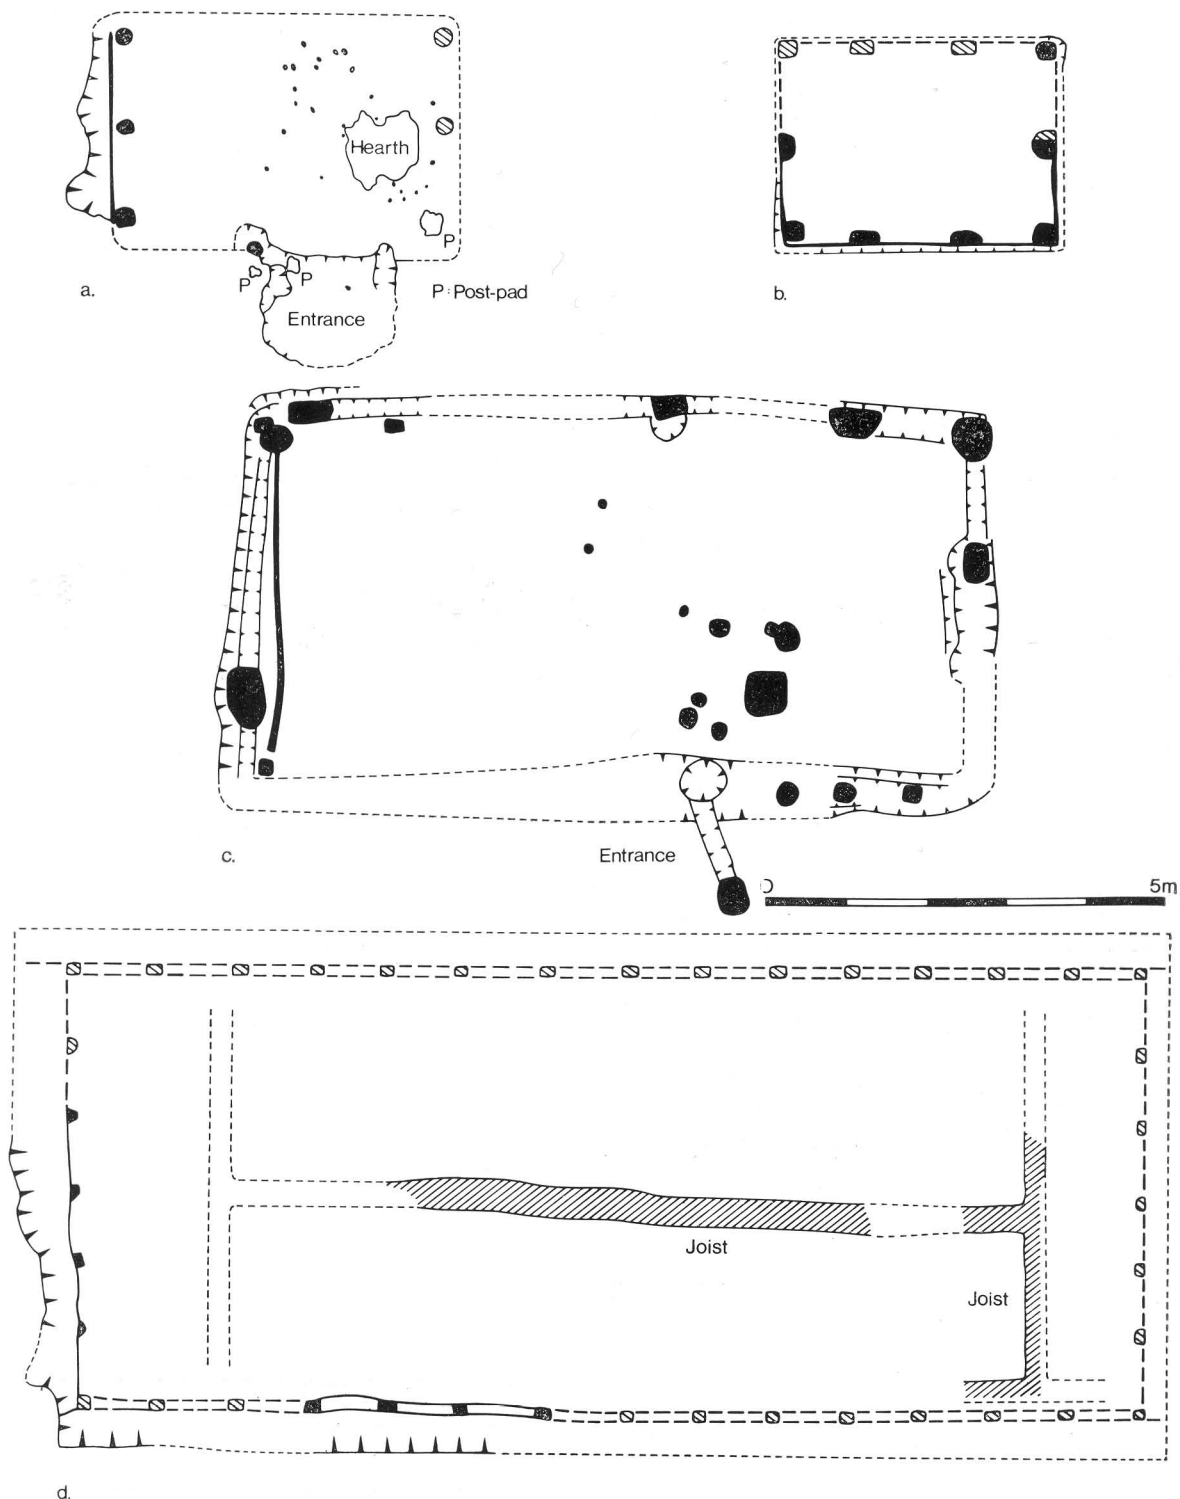 Hearth
P
P
P
a.
P: Post-pad
b.
Entrance
c.
Entrance
0
5m
Joist
Joist
d.